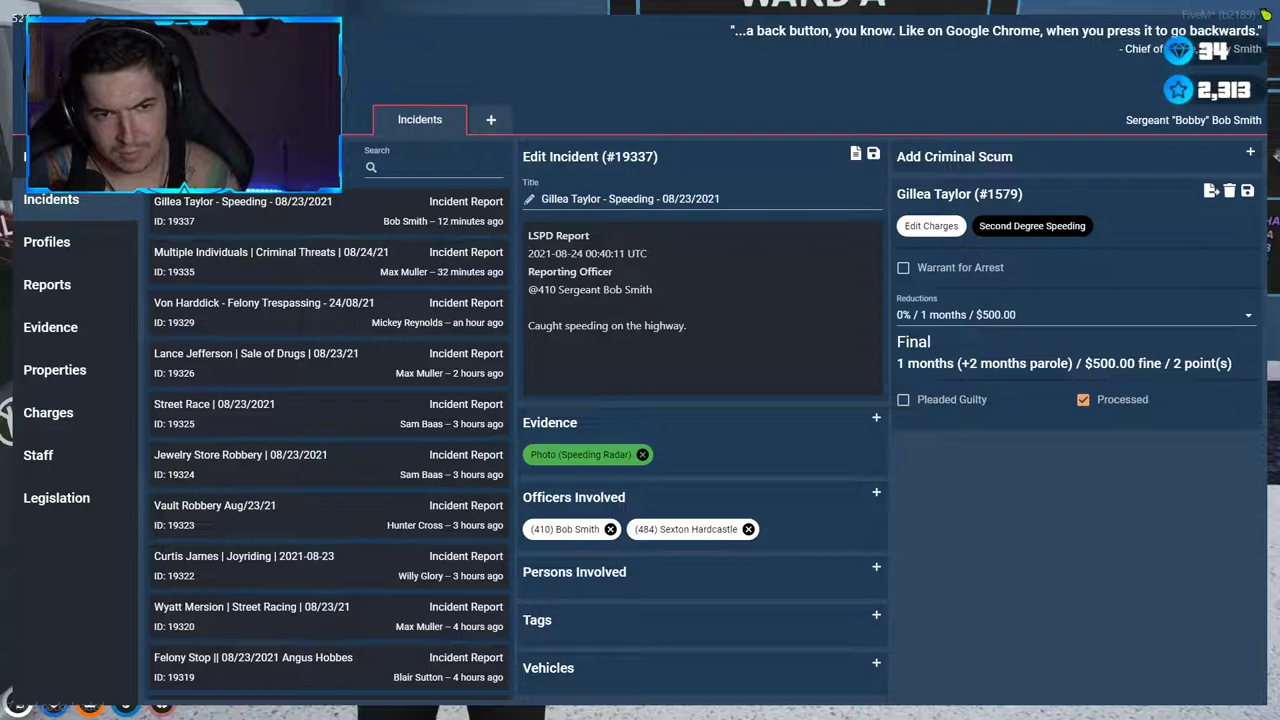 WARD A
FiveM* (b2189)
"...a back button, you know. Like on Google Chrome, when you press it to go backwards."
- Chief of Smith
34
2,313
Sergeant "Bobby" Bob Smith
Incidents
+
Incidents
Profiles
Reports
Evidence
Properties
Charges
Staff
Legislation
Search
Gillea Taylor - Speeding - 08/23/2021 Incident Report
ID: 19337 Bob Smith – 12 minutes ago
Multiple Individuals | Criminal Threats | 08/24/21 Incident Report
ID: 19335 Max Muller – 32 minutes ago
Von Harddick - Felony Trespassing - 24/08/21 Incident Report
ID: 19329 Mickey Reynolds – an hour ago
Lance Jefferson | Sale of Drugs | 08/23/21 Incident Report
ID: 19326 Max Muller – 2 hours ago
Street Race | 08/23/2021 Incident Report
ID: 19325 Sam Baas – 3 hours ago
Jewelry Store Robbery | 08/23/2021 Incident Report
ID: 19324 Sam Baas – 3 hours ago
Vault Robbery Aug/23/21 Incident Report
ID: 19323 Hunter Cross – 3 hours ago
Curtis James | Joyriding | 2021-08-23 Incident Report
ID: 19322 Willy Glory – 3 hours ago
Wyatt Mersion | Street Racing | 08/23/21 Incident Report
ID: 19320 Max Muller – 4 hours ago
Felony Stop || 08/23/2021 Angus Hobbes Incident Report
ID: 19319 Blair Sutton – 4 hours ago
Edit Incident (#19337)
Title
Gillea Taylor - Speeding - 08/23/2021
LSPD Report
2021-08-24 00:40:11 UTC
Reporting Officer
@410 Sergeant Bob Smith
Caught speeding on the highway.
Evidence +
Photo (Speeding Radar)
Officers Involved +
(410) Bob Smith (484) Sexton Hardcastle
Persons Involved +
Tags +
Vehicles +
Add Criminal Scum +
Gillea Taylor (#1579)
Edit Charges Second Degree Speeding
Warrant for Arrest
Reductions
0% / 1 months / $500.00
Final
1 months (+2 months parole) / $500.00 fine / 2 point(s)
Pleaded Guilty Processed